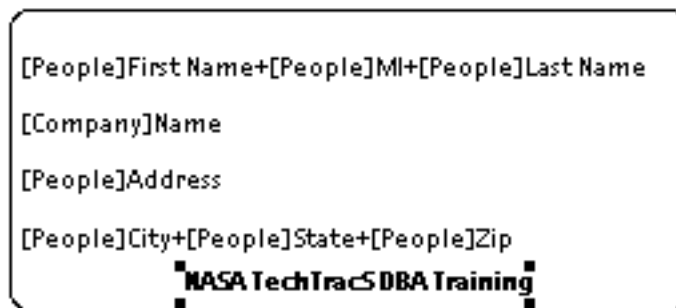 [People]First Name+[People]MI+[People]Last Name
[Company]Name
[People]Address
[People]City+[People]State+[People]Zip
NASA TechTracS DBA Training